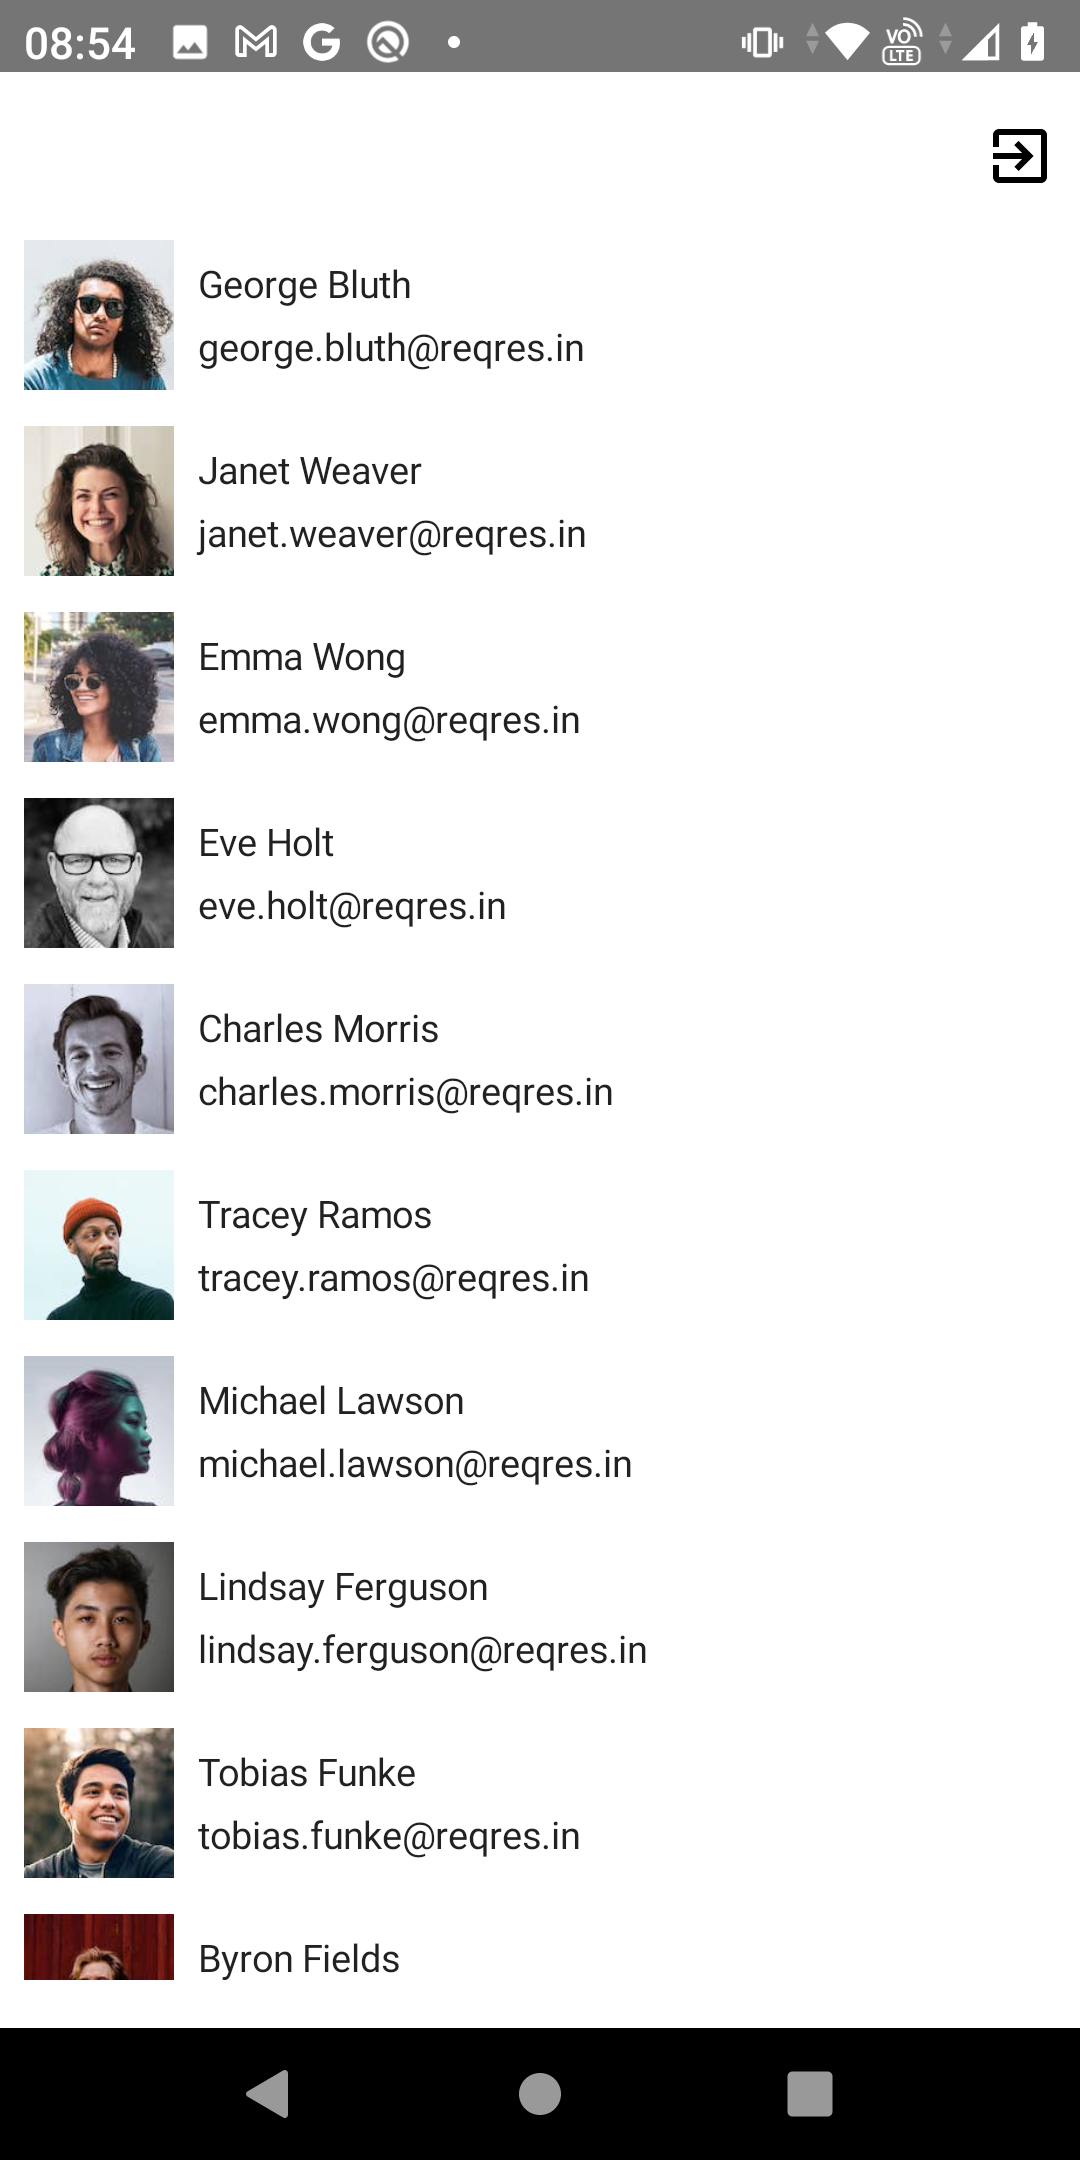 08:54
VO
LTE
George Bluth
george.bluth@reqres.in
Janet Weaver
janet.weaver@reqres.in
Emma Wong
emma.wong@reqres.in
Eve Holt
eve.holt@reqres.in
Charles Morris
charles.morris@reqres.in
Tracey Ramos
tracey.ramos@reqres.in
Michael Lawson
michael.lawson@reqres.in
Lindsay Ferguson
lindsay.ferguson@reqres.in
Tobias Funke
tobias.funke@reqres.in
Byron Fields